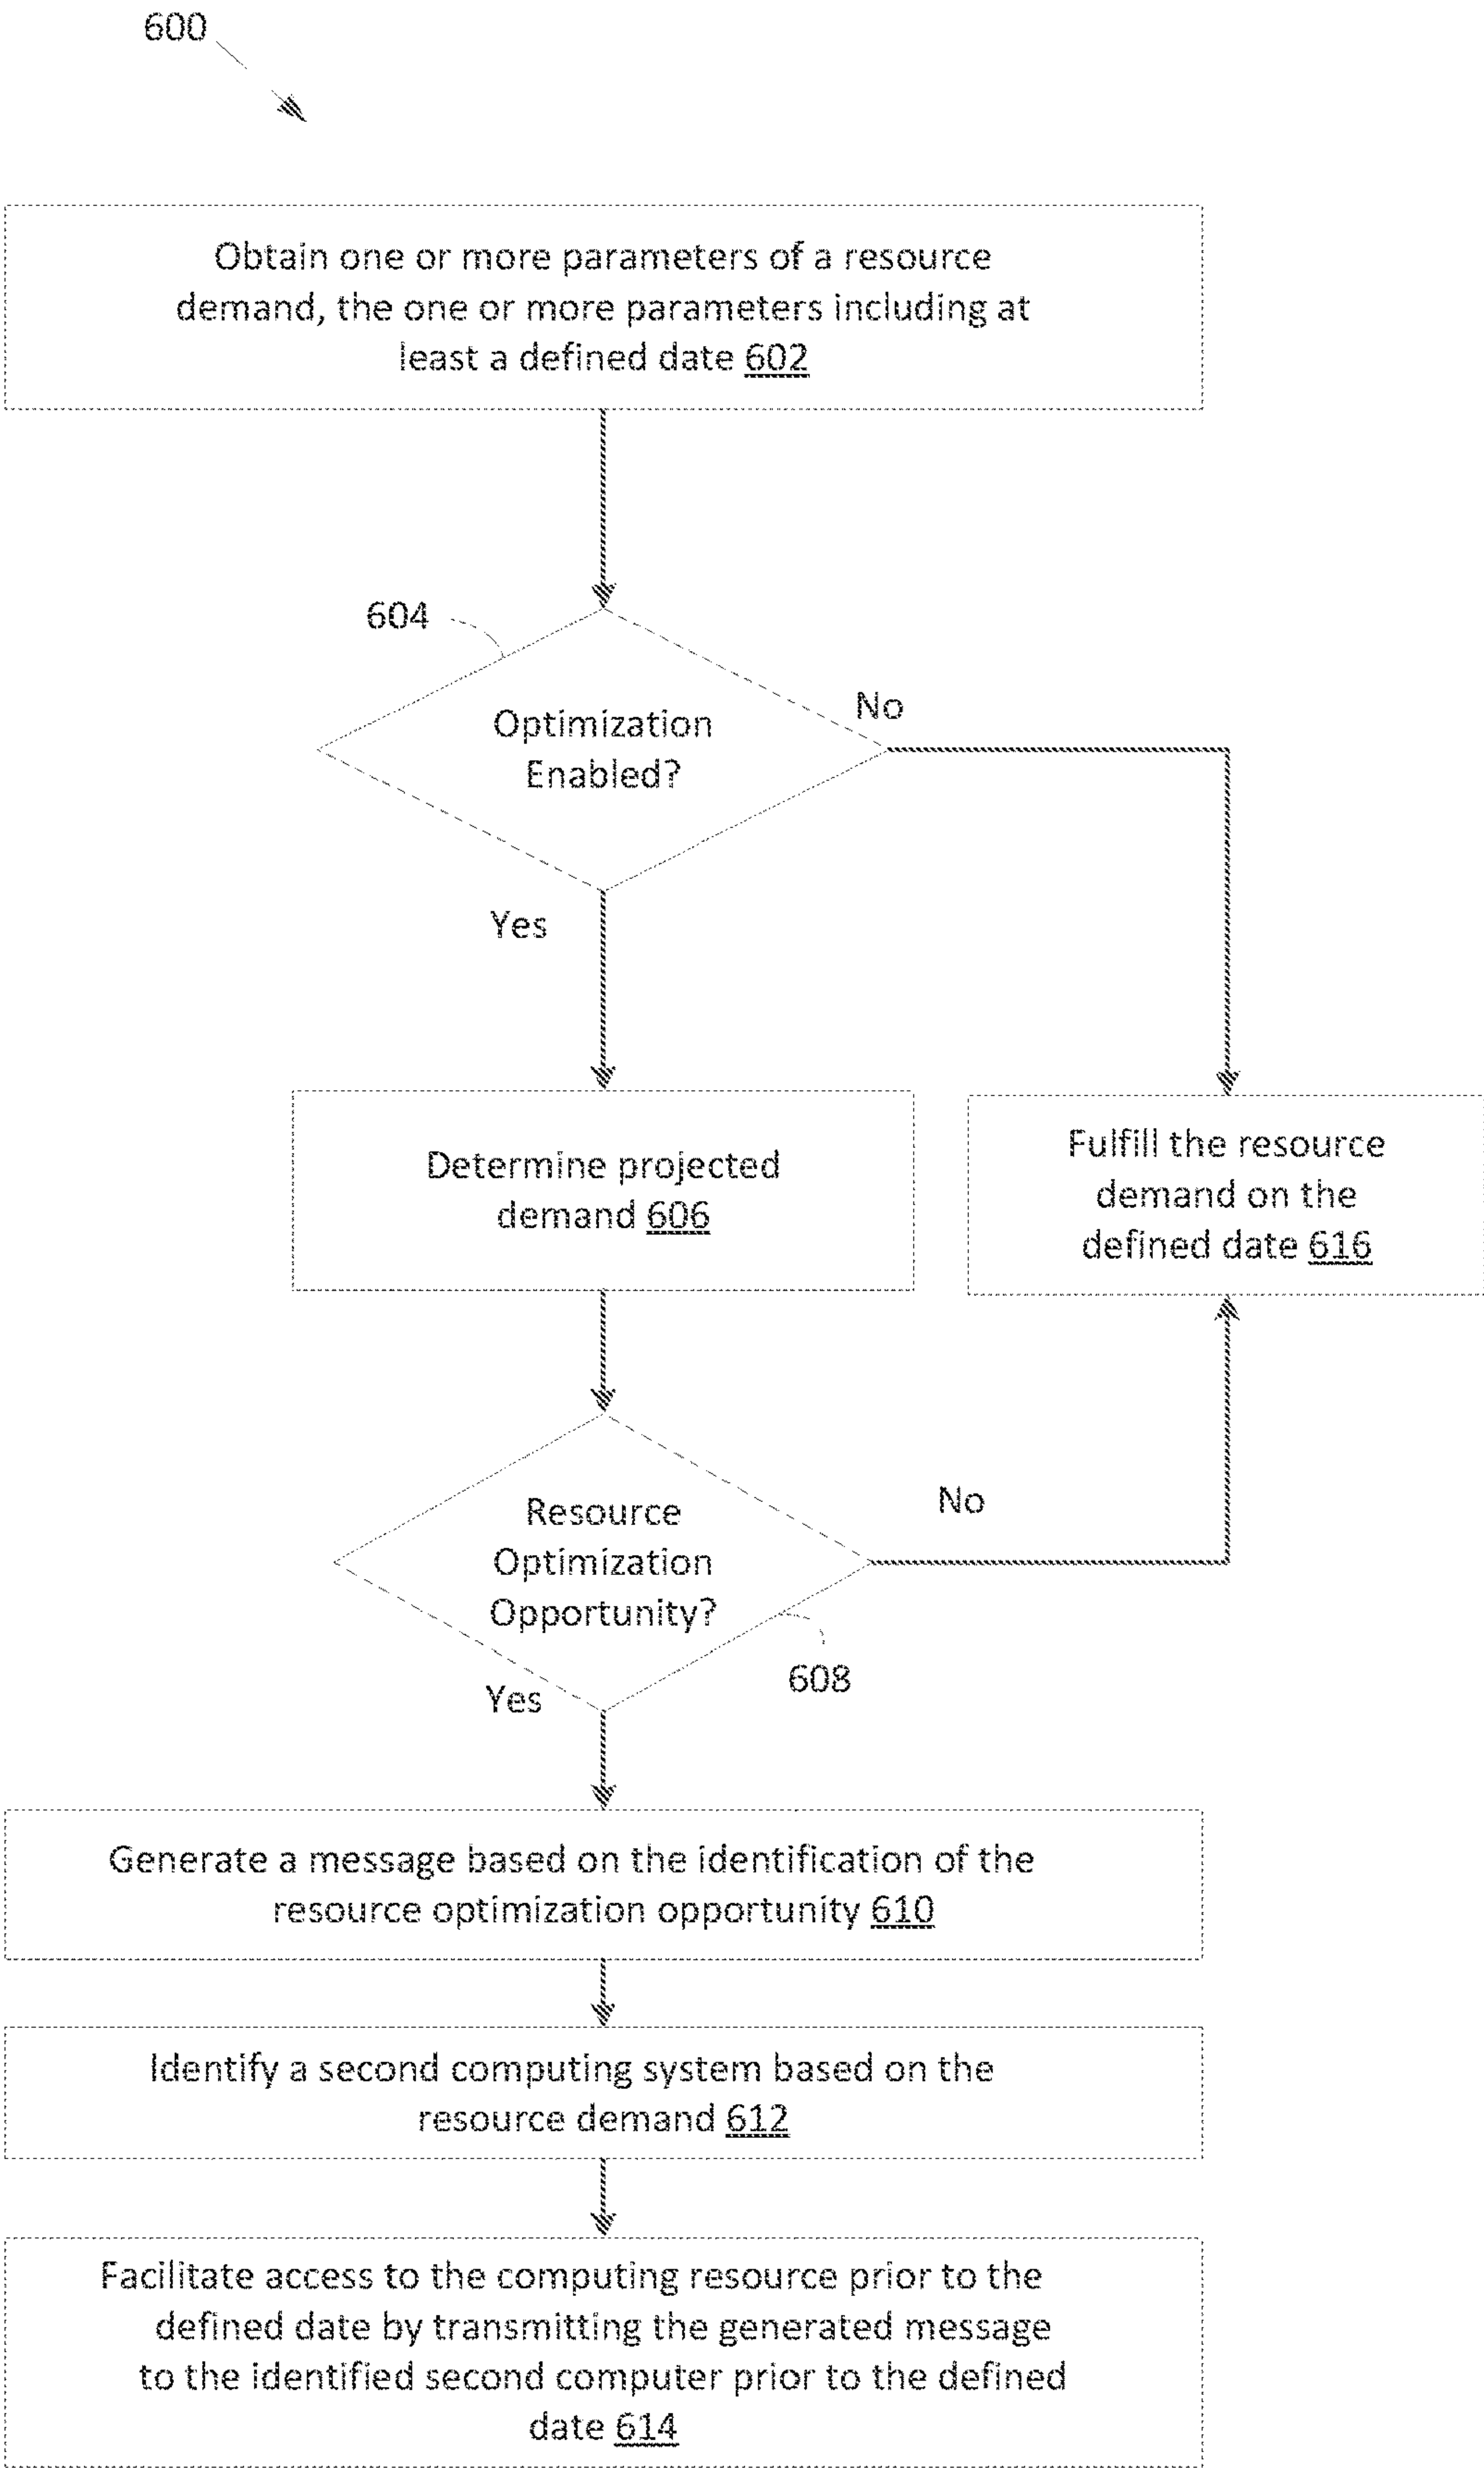 600
Obtain one or more parameters of a resource
demand, the one or more parameters including at
least a defined date 602
604
Optimization
Enabled?
No
Yes
Determine projected
demand 606
Fulfill the resource
demand on the
defined date 616
Resource
Optimization
Opportunity?
No
608
Yes
Generate a message based on the identification of the
resource optimization opportunity 610
Identify a second computing system based on the
resource demand 612
Facilitate access to the computing resource prior to the
defined date by transmitting the generated message
to the identified second computer prior to the defined
date 614